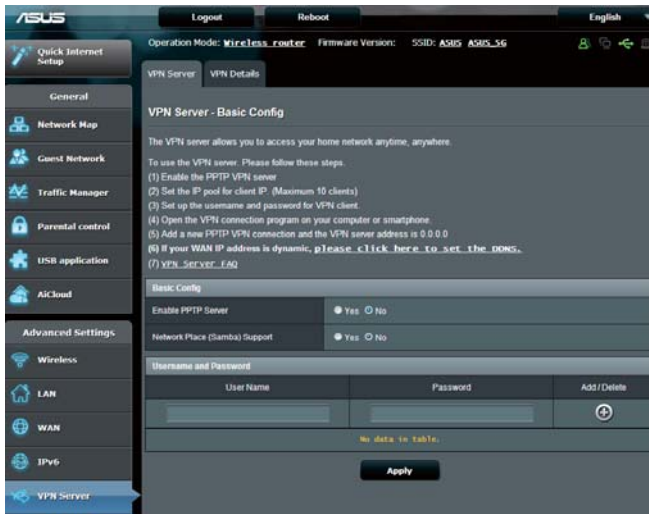 ASUS
Logout
Reboot
English
Quick Internet Setup
Operation Mode: Wireless router Firmware Version: SSID: ASUS ASUS_5G
VPN Server
VPN Details
General
Network Map
Guest Network
Traffic Manager
Parental control
USB application
AiCloud
Advanced Settings
Wireless
LAN
WAN
IPv6
VPN Server
VPN Server - Basic Config
The VPN server allows you to access your home network anytime, anywhere.
To use the VPN server. Please follow these steps.
(1) Enable the PPTP VPN server
(2) Set the IP pool for client IP. (Maximum 10 clients)
(3) Set up the username and password for VPN client.
(4) Open the VPN connection program on your computer or smartphone.
(5) Add a new PPTP VPN connection and the VPN server address is 0.0.0.0
(6) If your WAN IP address is dynamic, please click here to set the DDNS.
(7) VPN Server FAQ
Basic Config
Enable PPTP Server Yes No
Network Place (Samba) Support Yes No
Username and Password
User Name Password Add / Delete
No data in table.
Apply